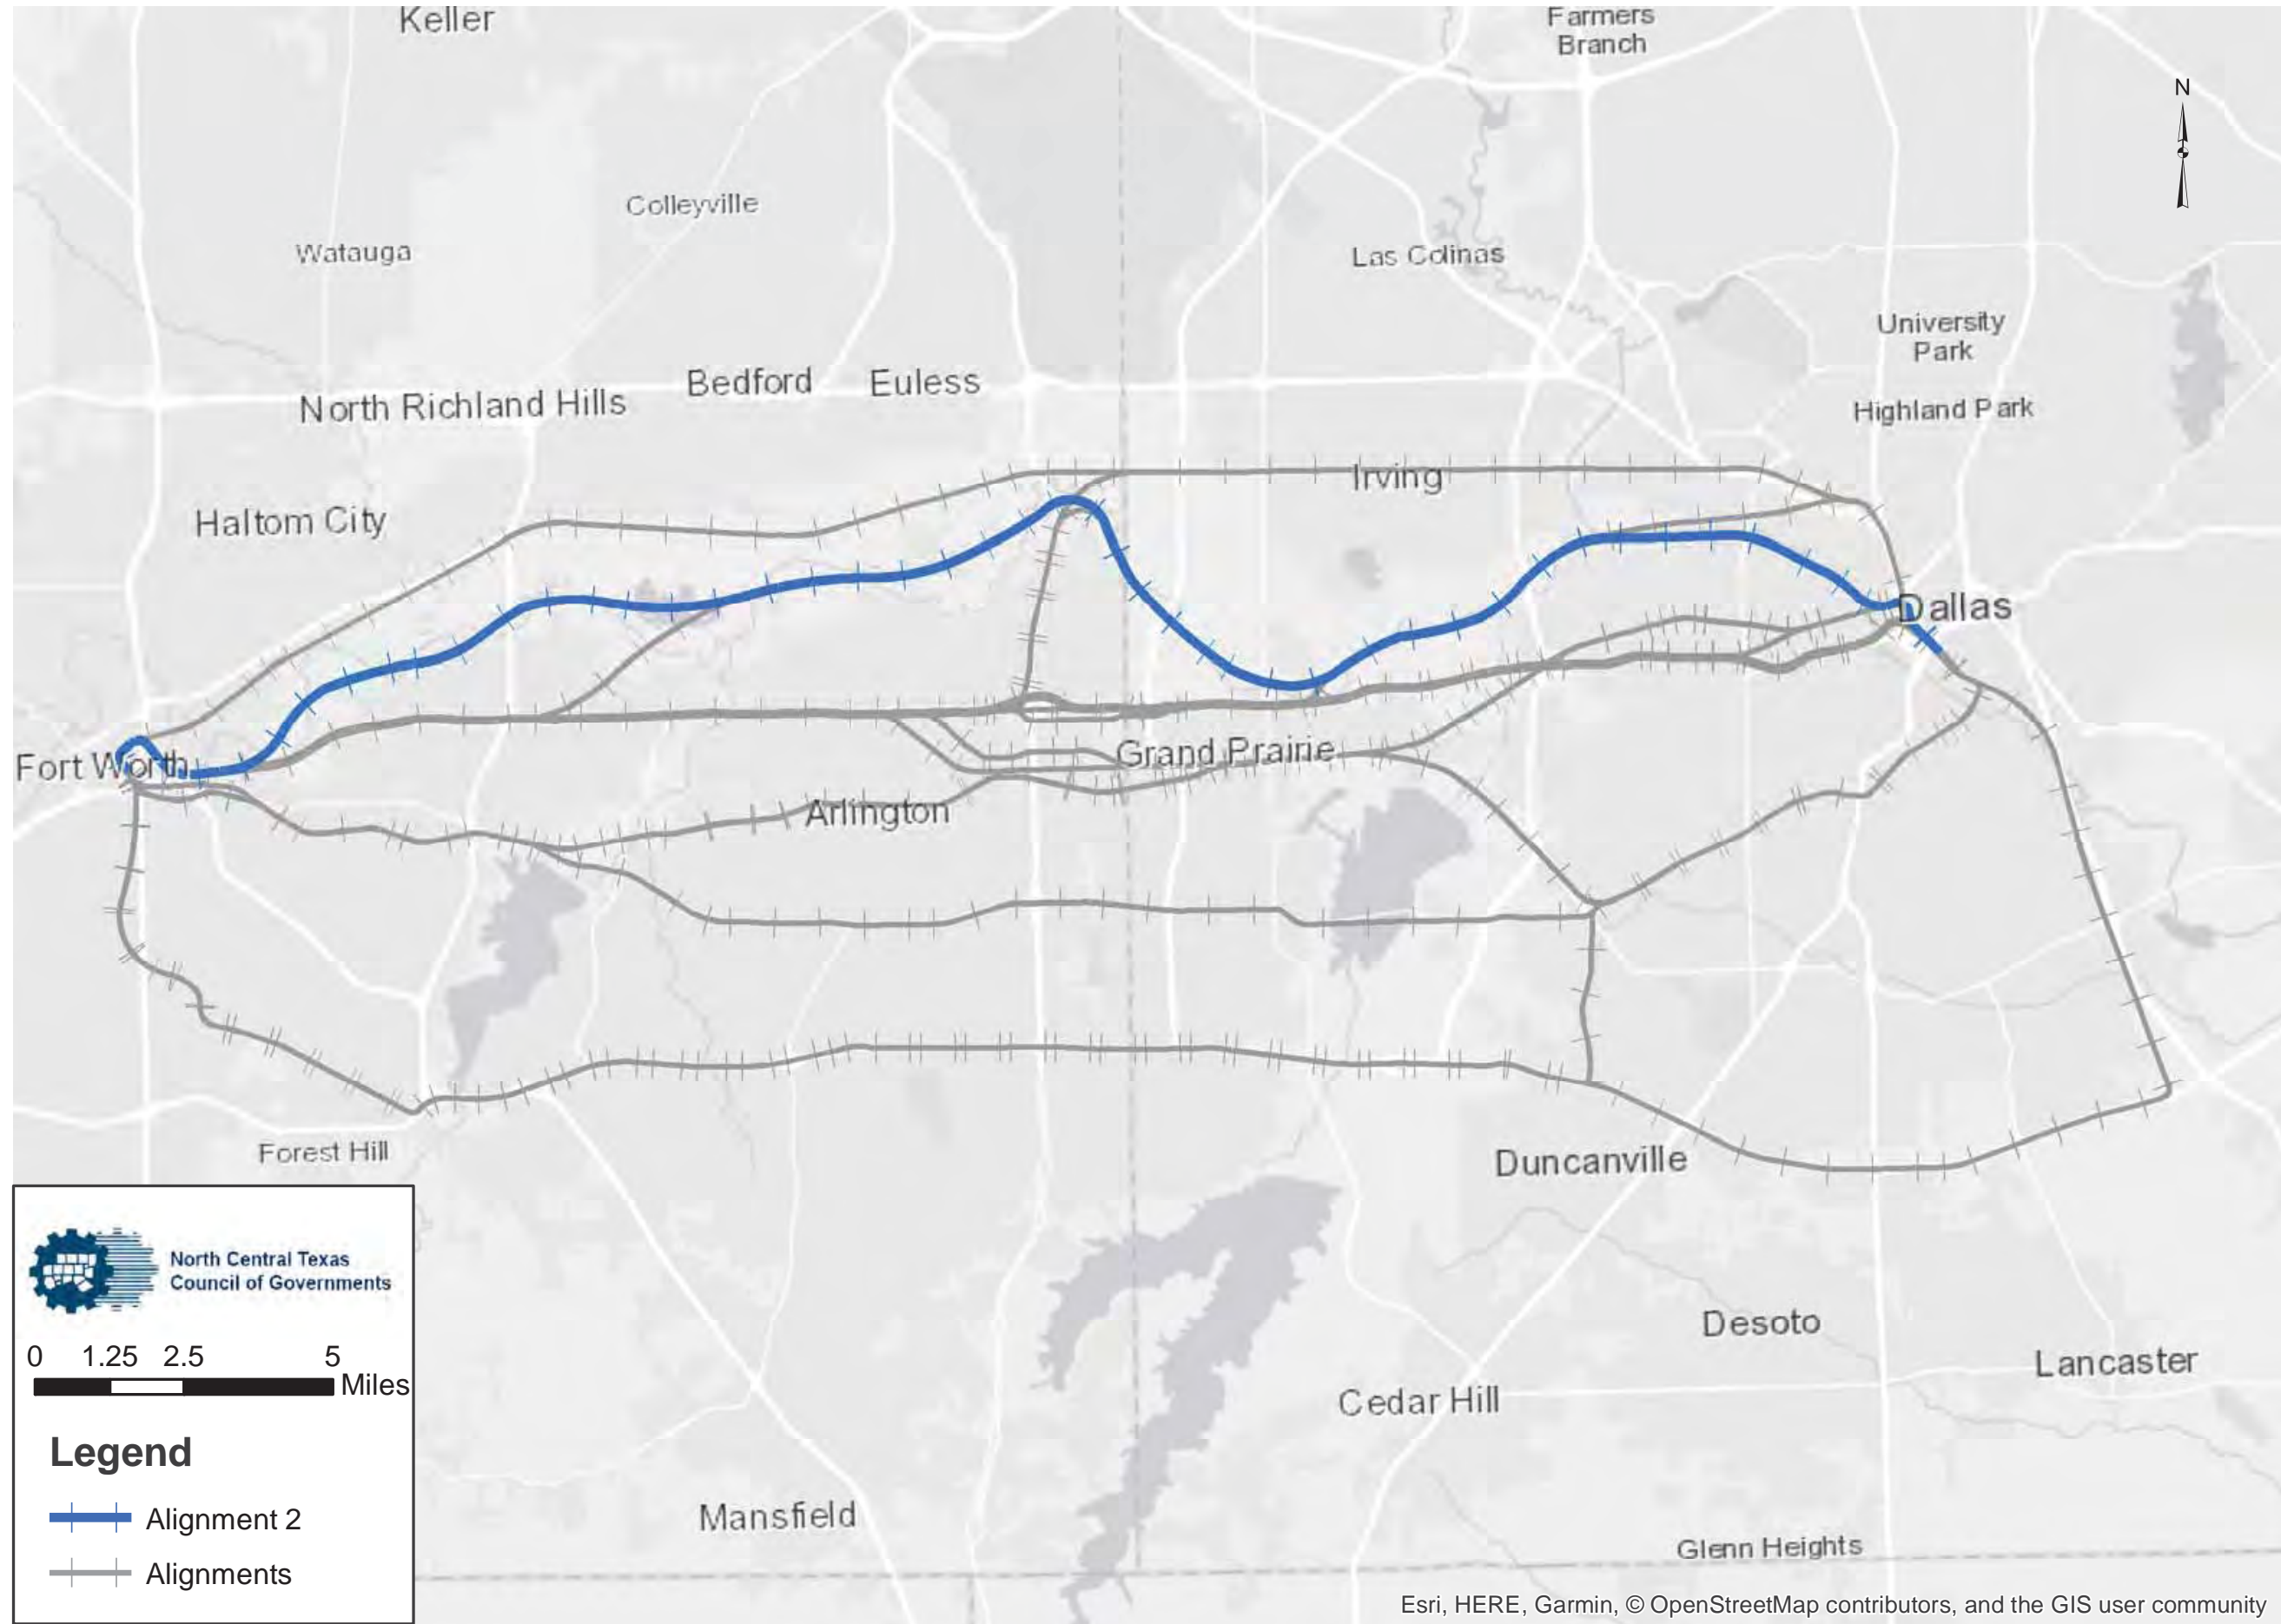 Keller
Farmers
Branch
N
Colleyville
Watauga
Las Colinas
University
Park
Bedford
Euless
North Richland Hills
Highland Park
Irving
Haltom City
Dallas
Fort Worth
Grand Prairie
Arlington
Forest Hill
Duncanville
North Central Texas
Council of Governments
Desoto
0 1.25 2.5 5
Miles
Lancaster
Cedar Hill
Legend
Alignment 2
Mansfield
Glenn Heights
Alignments
Esri, HERE, Garmin, © OpenStreetMap contributors, and the GIS user community